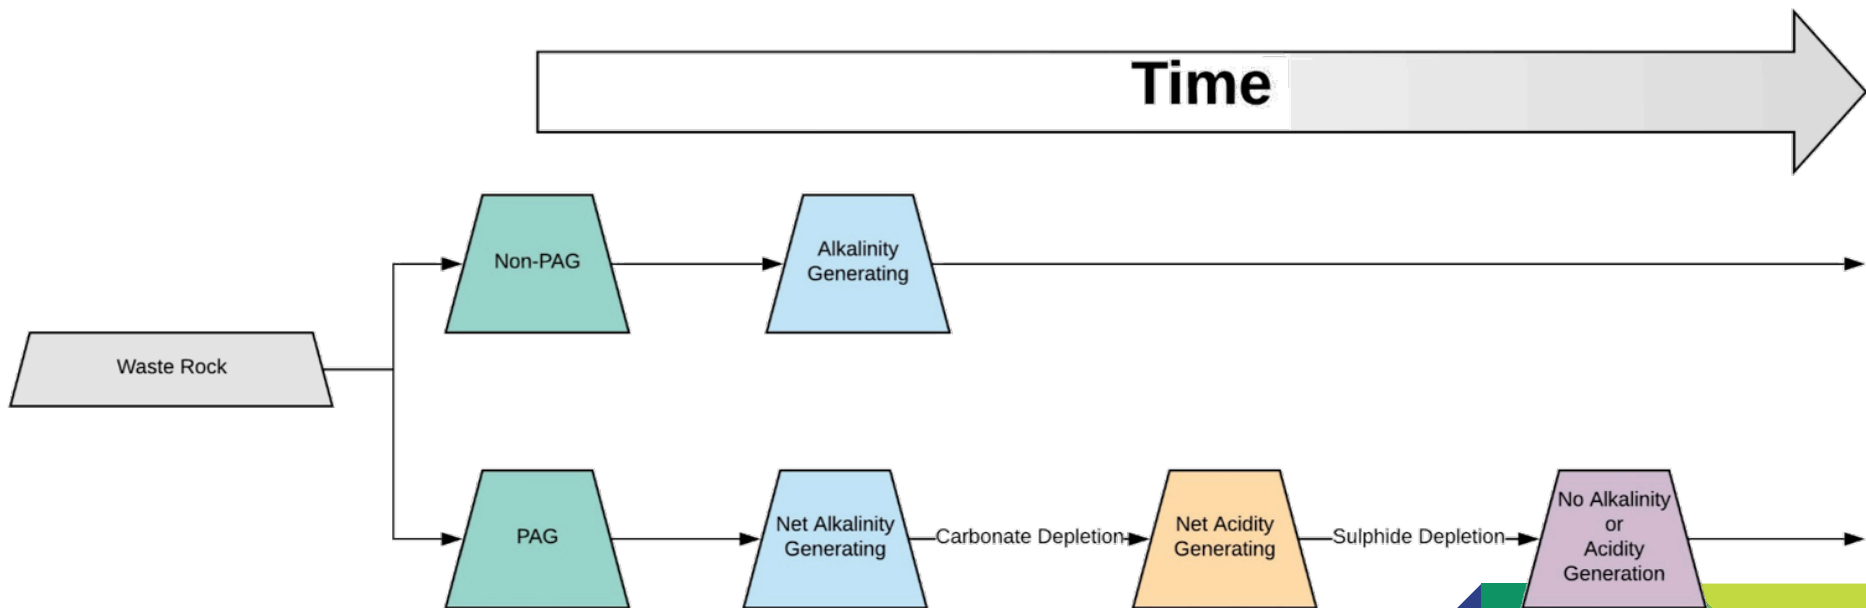 Time
Non-PAG
Alkalinity
Generating
Waste Rock
PAG
Net Alkalinity
Generating
Carbonate Depletion
Net Acidity
Generating
Sulphide Depletion
No Alkalinity
or
Acidity
Generation